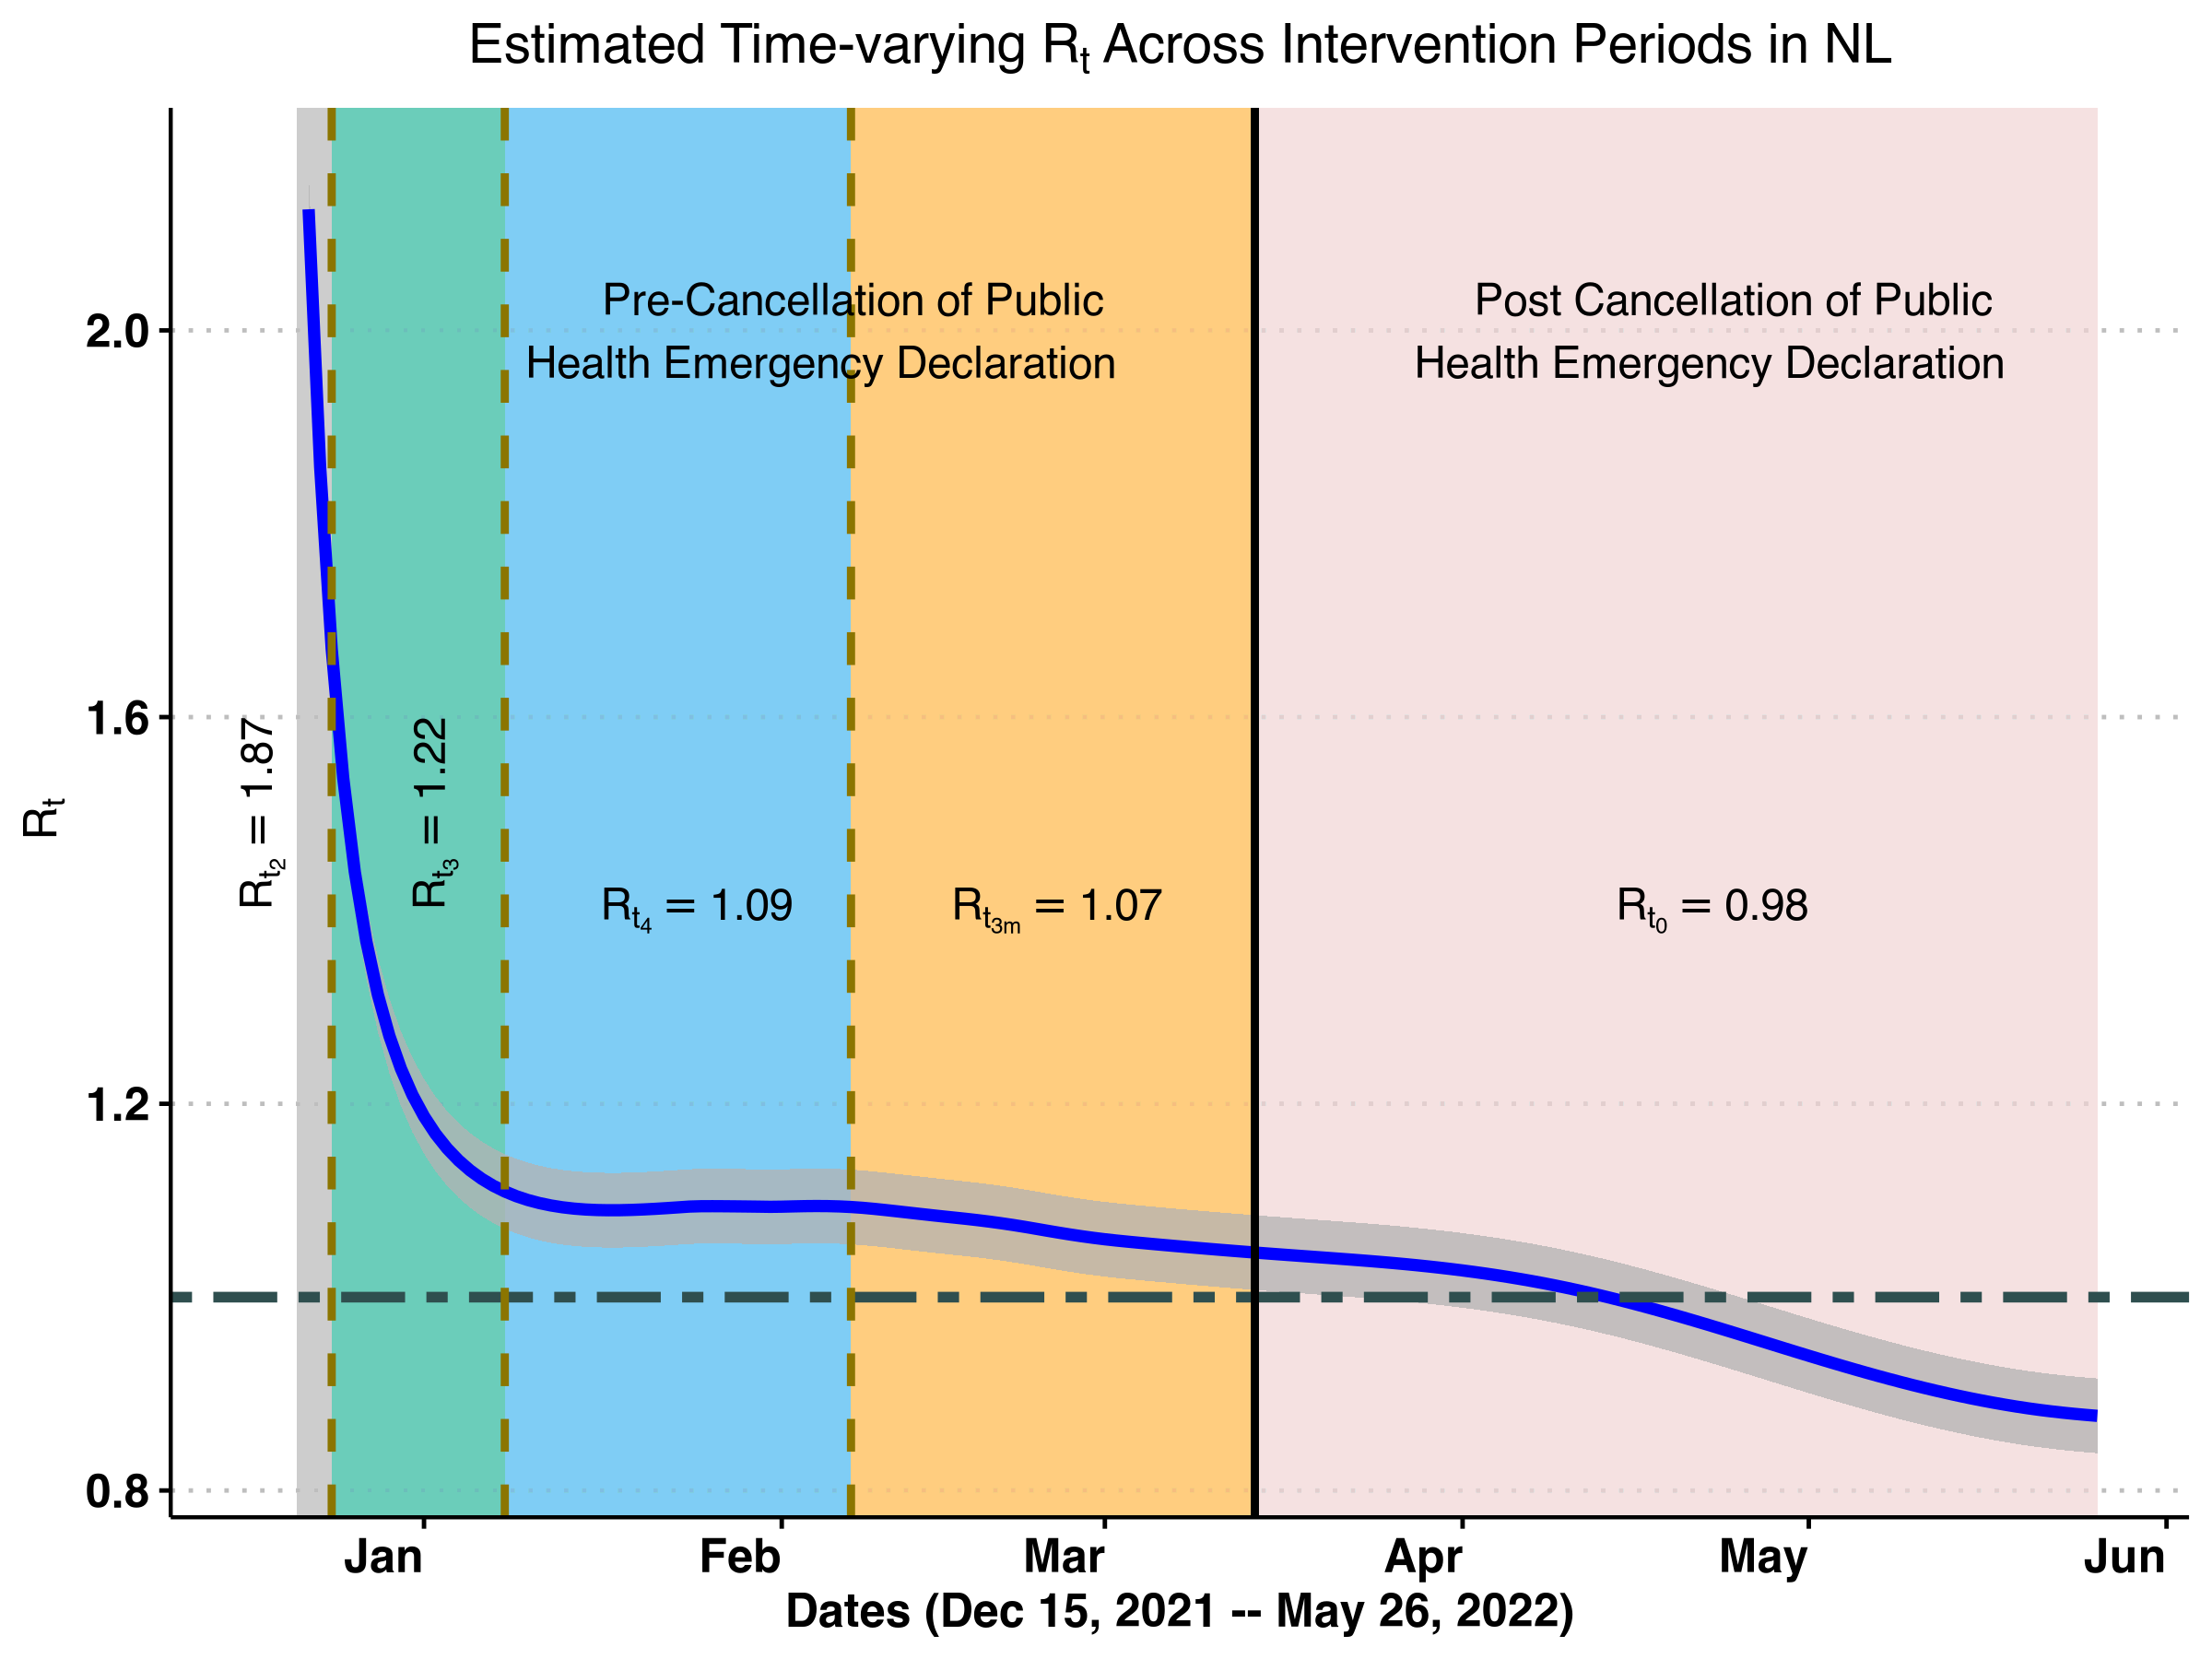 Estimated Time-varying Rt Across Intervention Periods in NL
Pre-Cancellation of Public
Health Emergency Declaration
Post Cancellation of Public
Health Emergency Declaration
2.0
1.6
1.2
0.8
Rt
Rt2 = 1.87
Rt3 = 1.22
Rt4 = 1.09
Rt3m = 1.07
Rt0 = 0.98
Jan Feb Mar Apr May Jun
Dates (Dec 15, 2021 -- May 26, 2022)